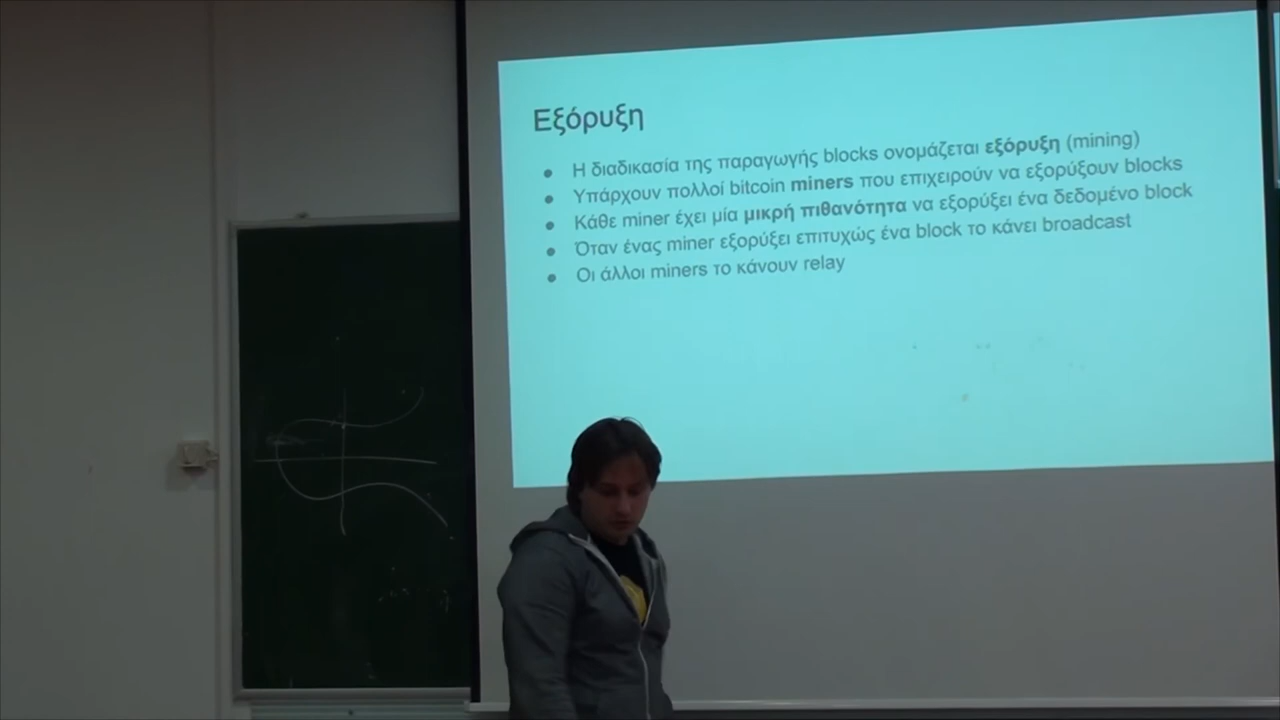 Εξόρυξη
● Η διαδικασία της παραγωγής blocks ονομάζεται εξόρυξη (mining)
● Υπάρχουν πολλοί bitcoin miners που επιχειρούν να εξορύξουν blocks
● Κάθε miner έχει μία μικρή πιθανότητα να εξορύξει ένα δεδομένο block
● Όταν ένας miner εξορύξει επιτυχώς ένα block το κάνει broadcast
● Οι άλλοι miners το κάνουν relay